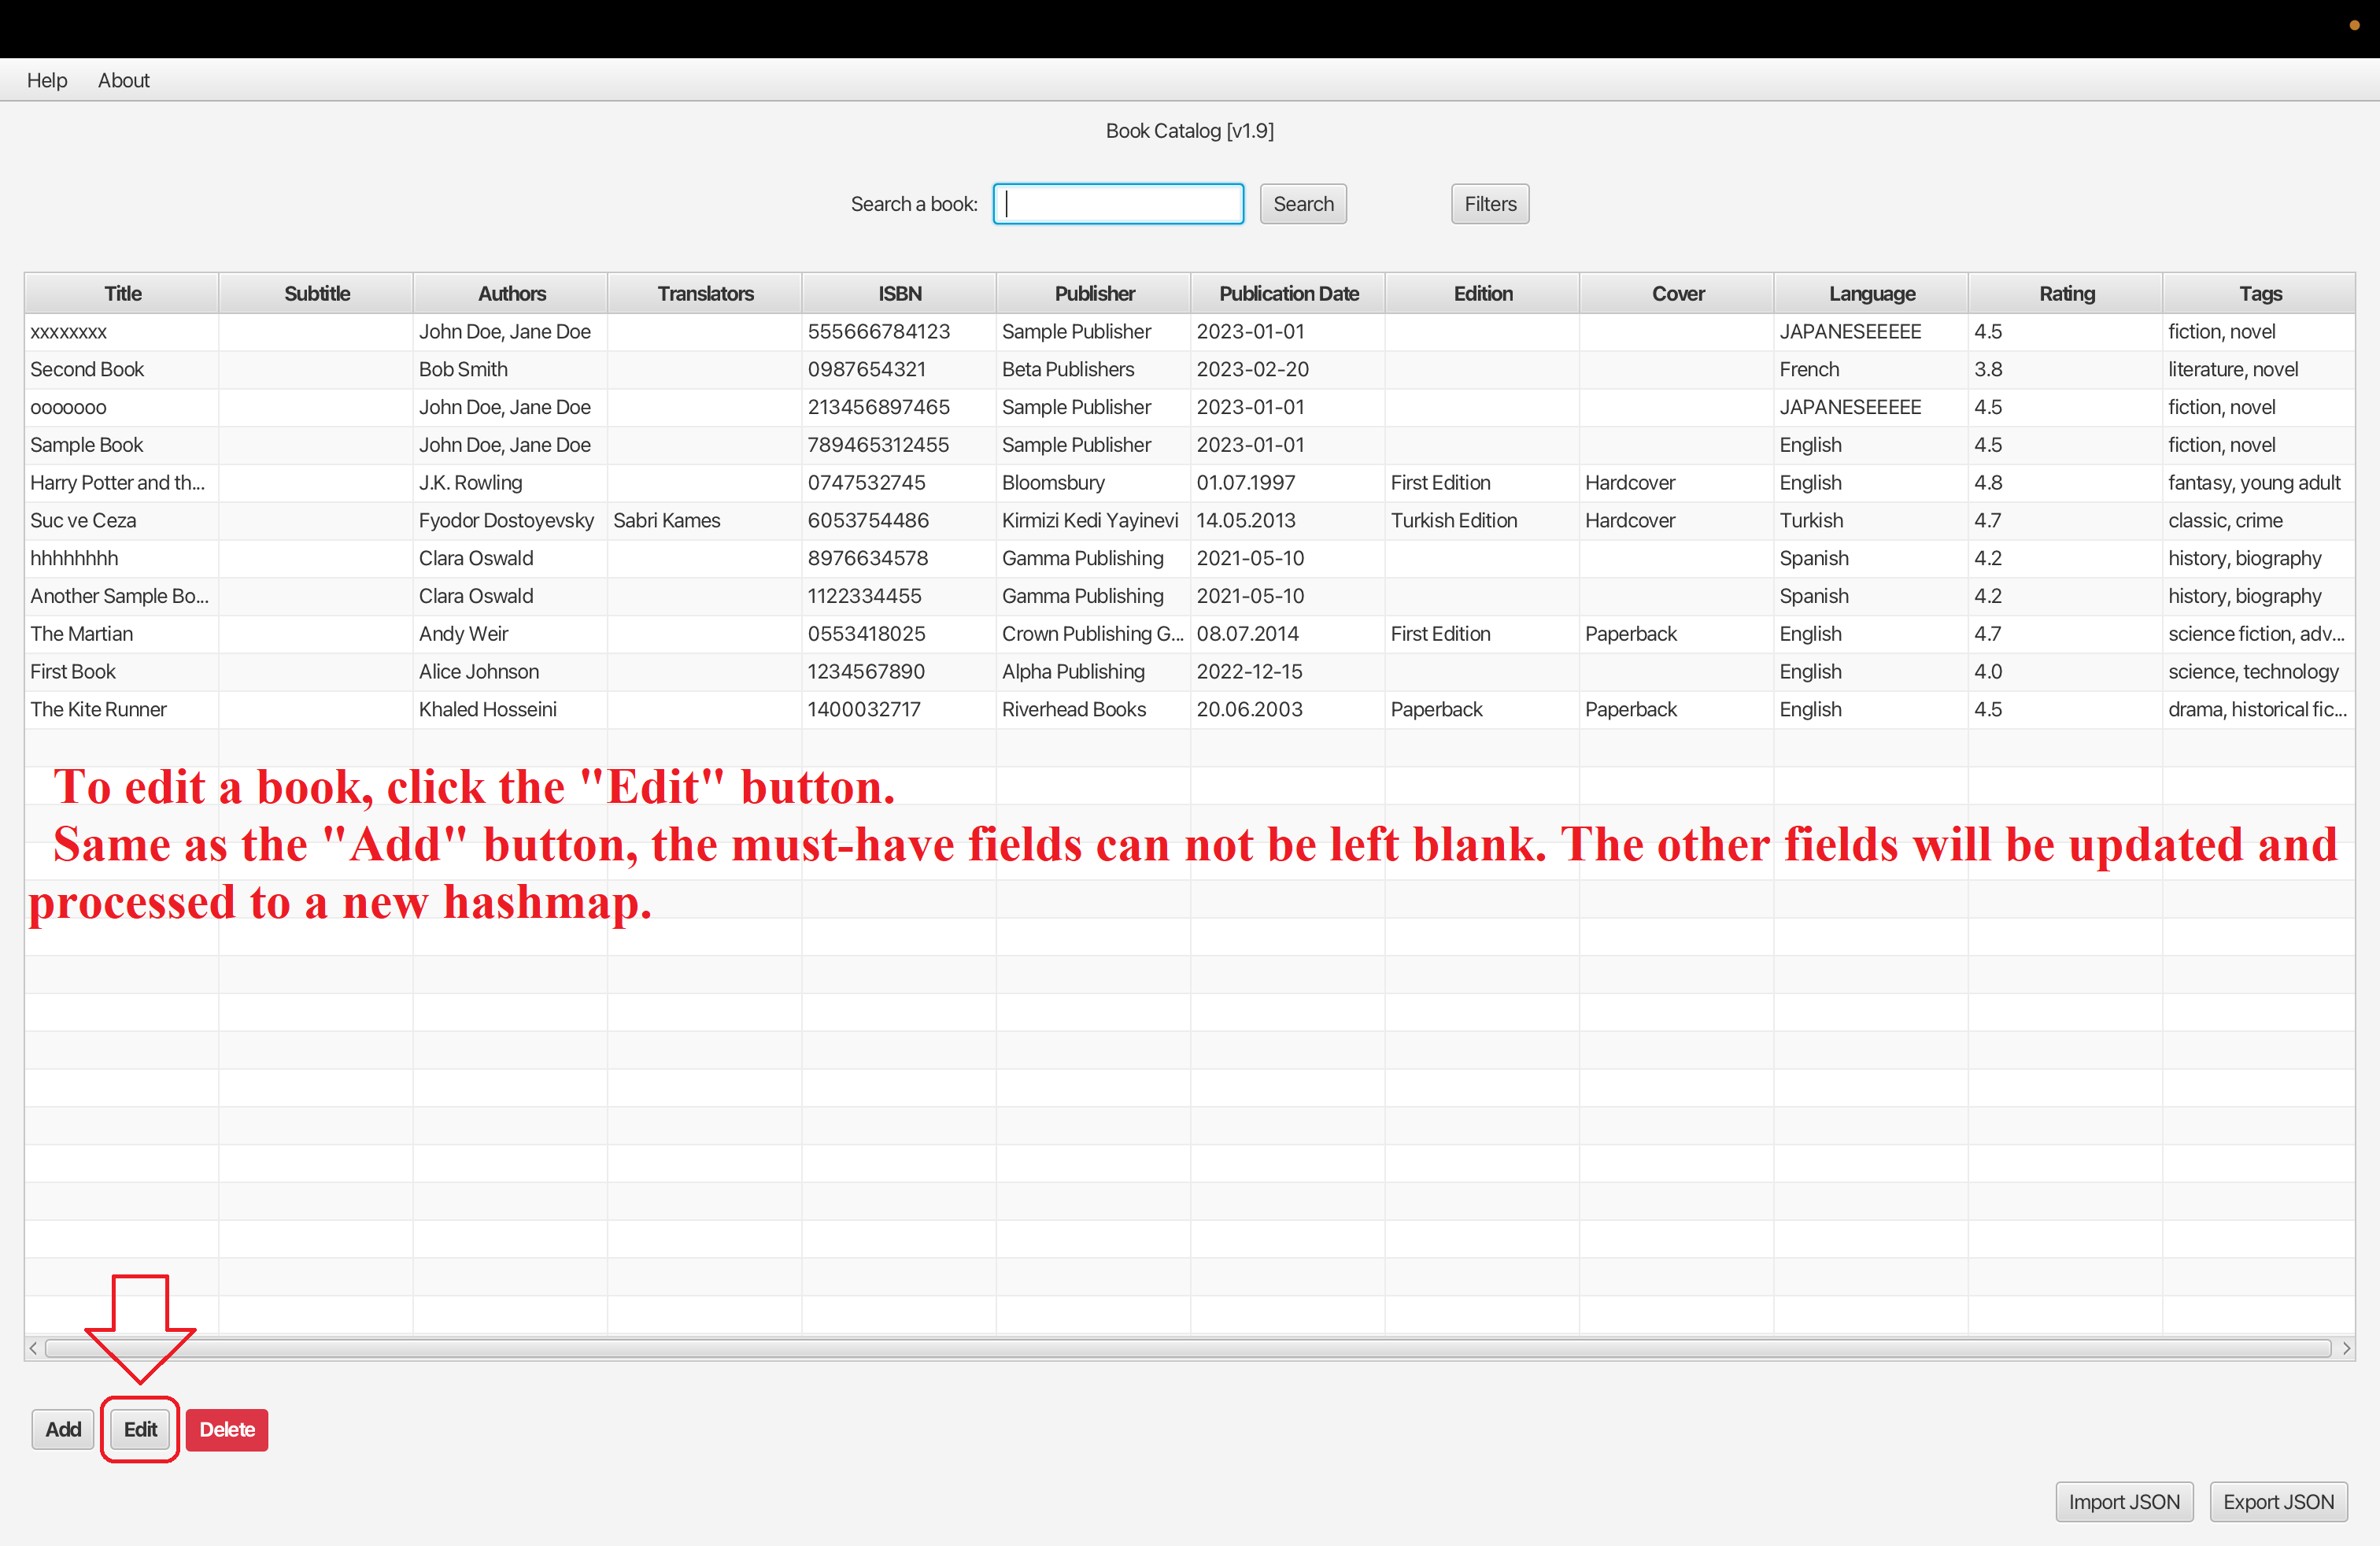 Help About
Book Catalog [v1.9]
Search a book: Search Filters
Title Subtitle Authors Translators ISBN Publisher Publication Date Edition Cover Language Rating Tags
xxxxxxxx John Doe, Jane Doe 555666784123 Sample Publisher 2023-01-01 JAPANESEEEEE 4.5 fiction, novel
Second Book Bob Smith 0987654321 Beta Publishers 2023-02-20 French 3.8 literature, novel
ooooooo John Doe, Jane Doe 213456897465 Sample Publisher 2023-01-01 JAPANESEEEEE 4.5 fiction, novel
Sample Book John Doe, Jane Doe 789465312455 Sample Publisher 2023-01-01 English 4.5 fiction, novel
Harry Potter and th... J.K. Rowling 0747532745 Bloomsbury 01.07.1997 First Edition Hardcover English 4.8 fantasy, young adult
Suc ve Ceza Fyodor Dostoyevsky Sabri Kames 6053754486 Kirmizi Kedi Yayinevi 14.05.2013 Turkish Edition Hardcover Turkish 4.7 classic, crime
hhhhhhhh Clara Oswald 8976634578 Gamma Publishing 2021-05-10 Spanish 4.2 history, biography
Another Sample Bo... Clara Oswald 1122334455 Gamma Publishing 2021-05-10 Spanish 4.2 history, biography
The Martian Andy Weir 0553418025 Crown Publishing G... 08.07.2014 First Edition Paperback English 4.7 science fiction, adv...
First Book Alice Johnson 1234567890 Alpha Publishing 2022-12-15 English 4.0 science, technology
The Kite Runner Khaled Hosseini 1400032717 Riverhead Books 20.06.2003 Paperback Paperback English 4.5 drama, historical fic...
To edit a book, click the "Edit" button.
Same as the "Add" button, the must-have fields can not be left blank. The other fields will be updated and
processed to a new hashmap.
Add Edit Delete
Import JSON Export JSON